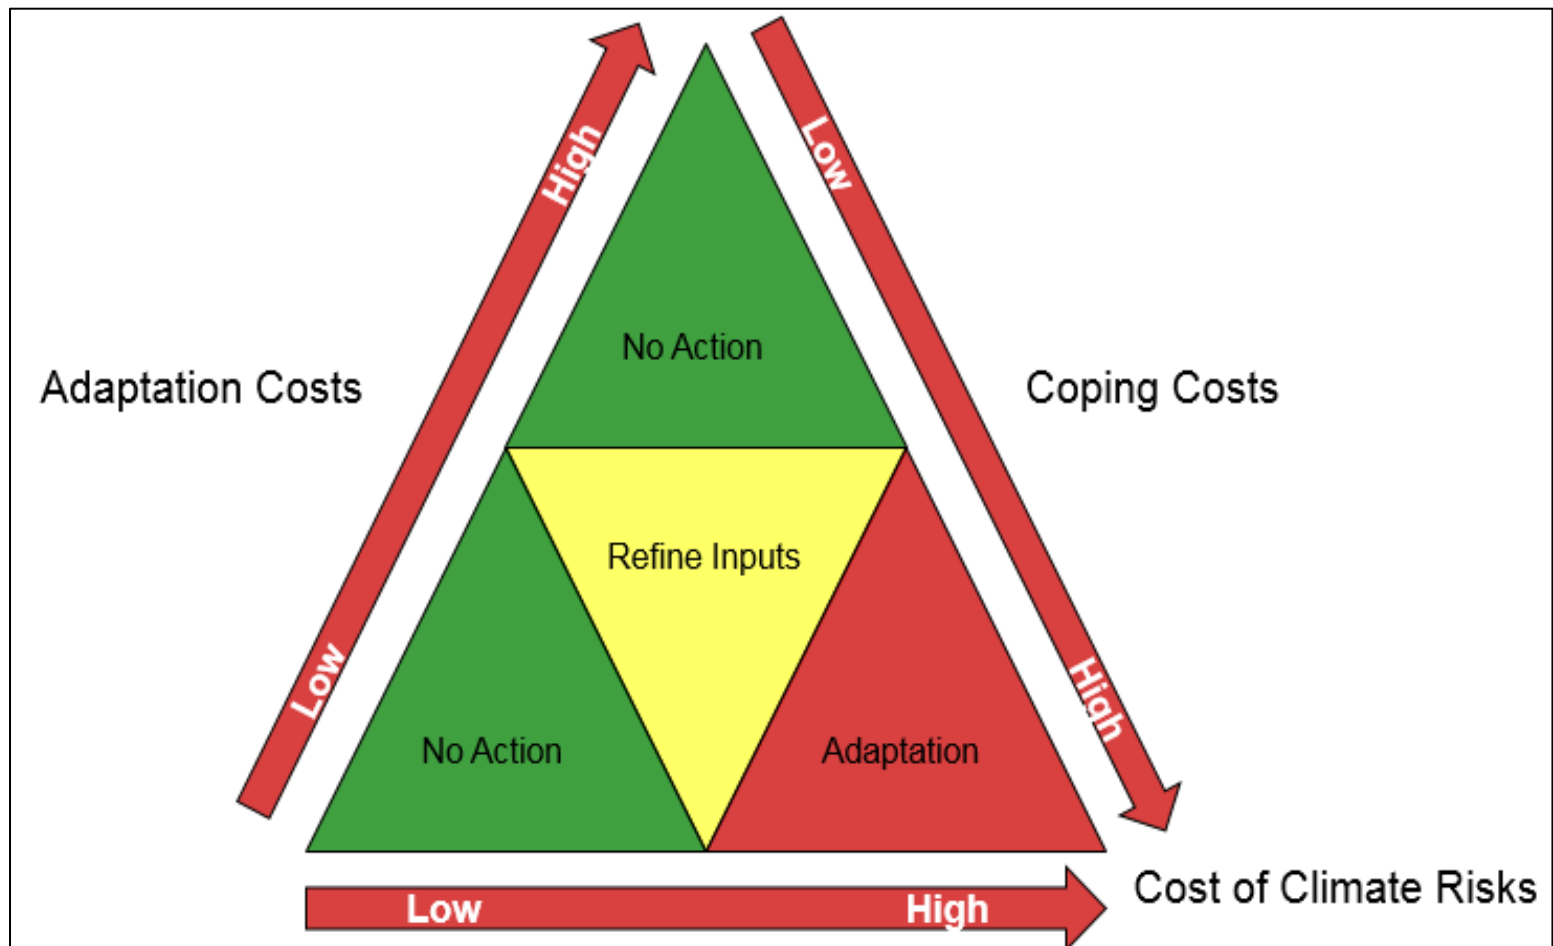 High
Low
No Action
Adaptation Costs
Coping Costs
Refine Inputs
Low
High
No Action
Adaptation
Cost of Climate Risks
Low
High